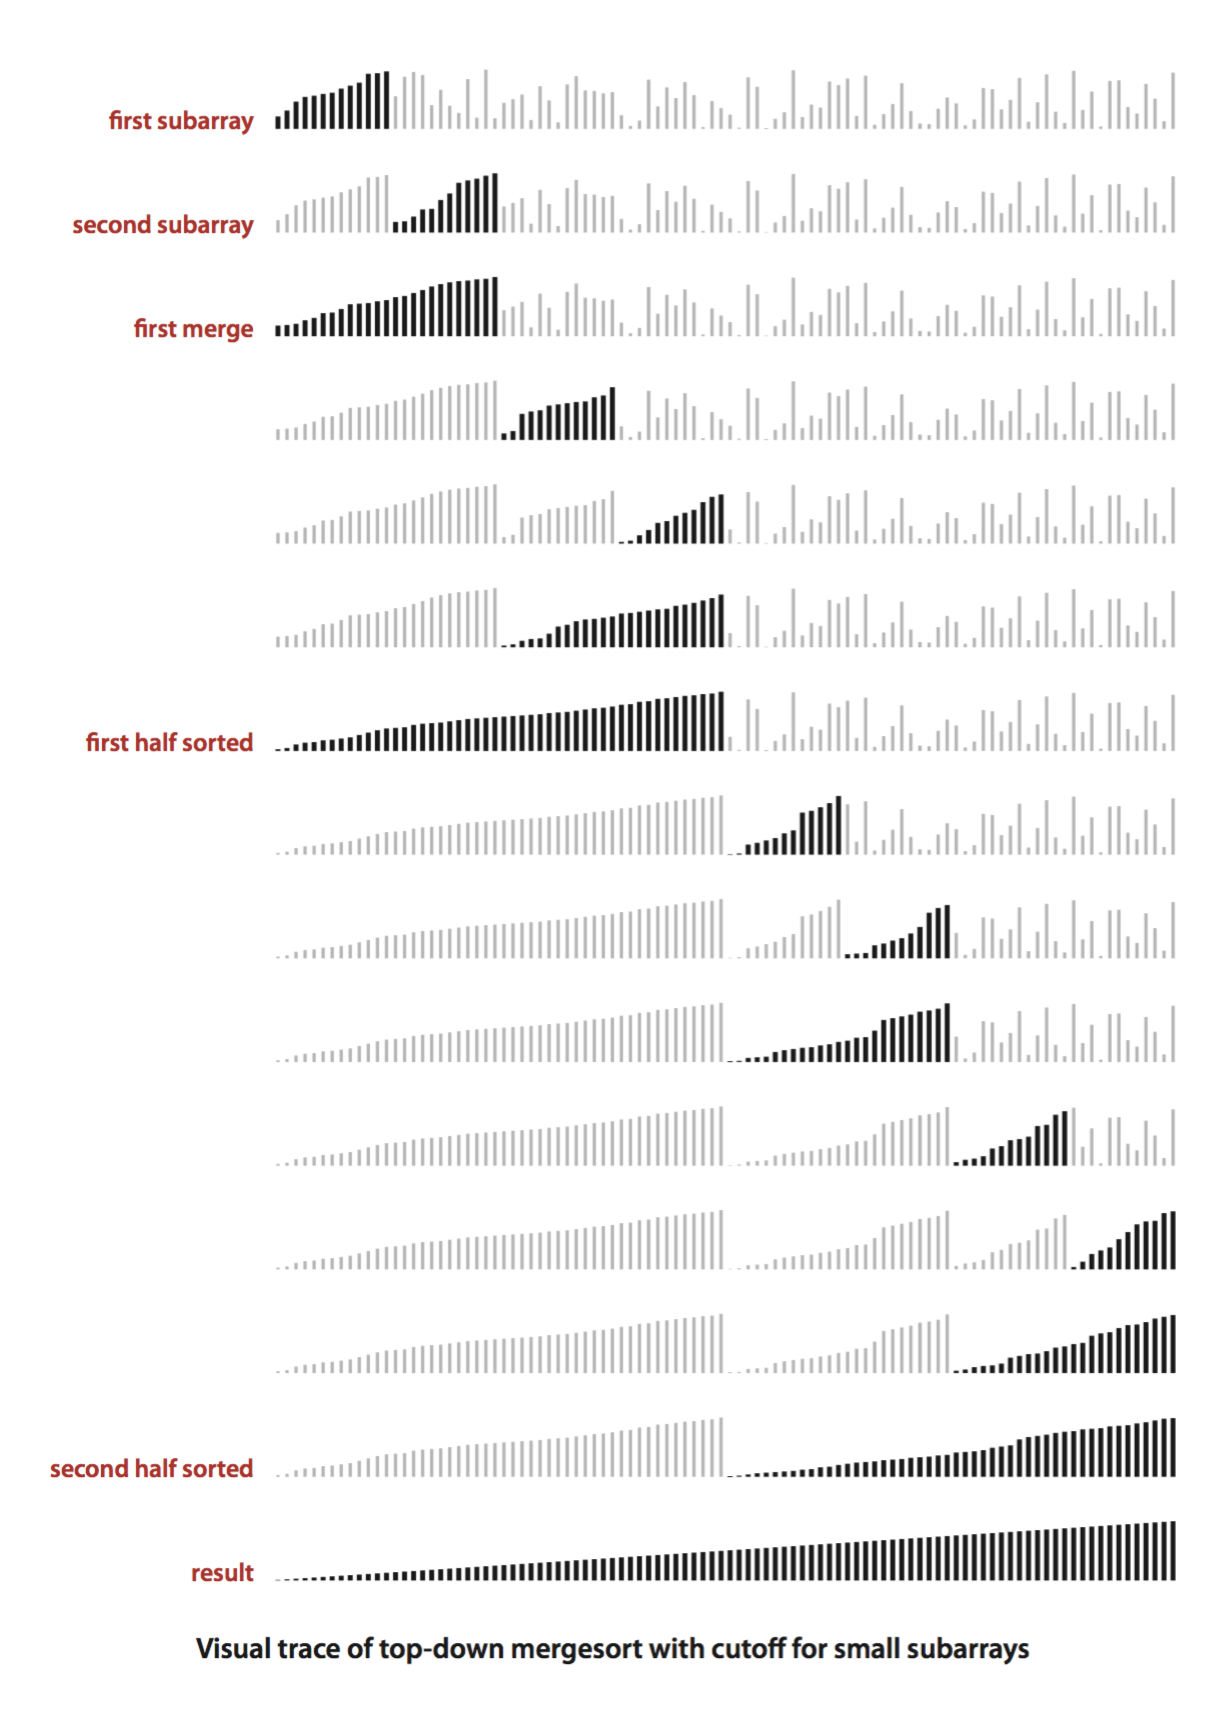 first subarray
second subarray
first merge
first half sorted
second half sorted
result
Visual trace of top-down mergesort with cutoff for small subarrays